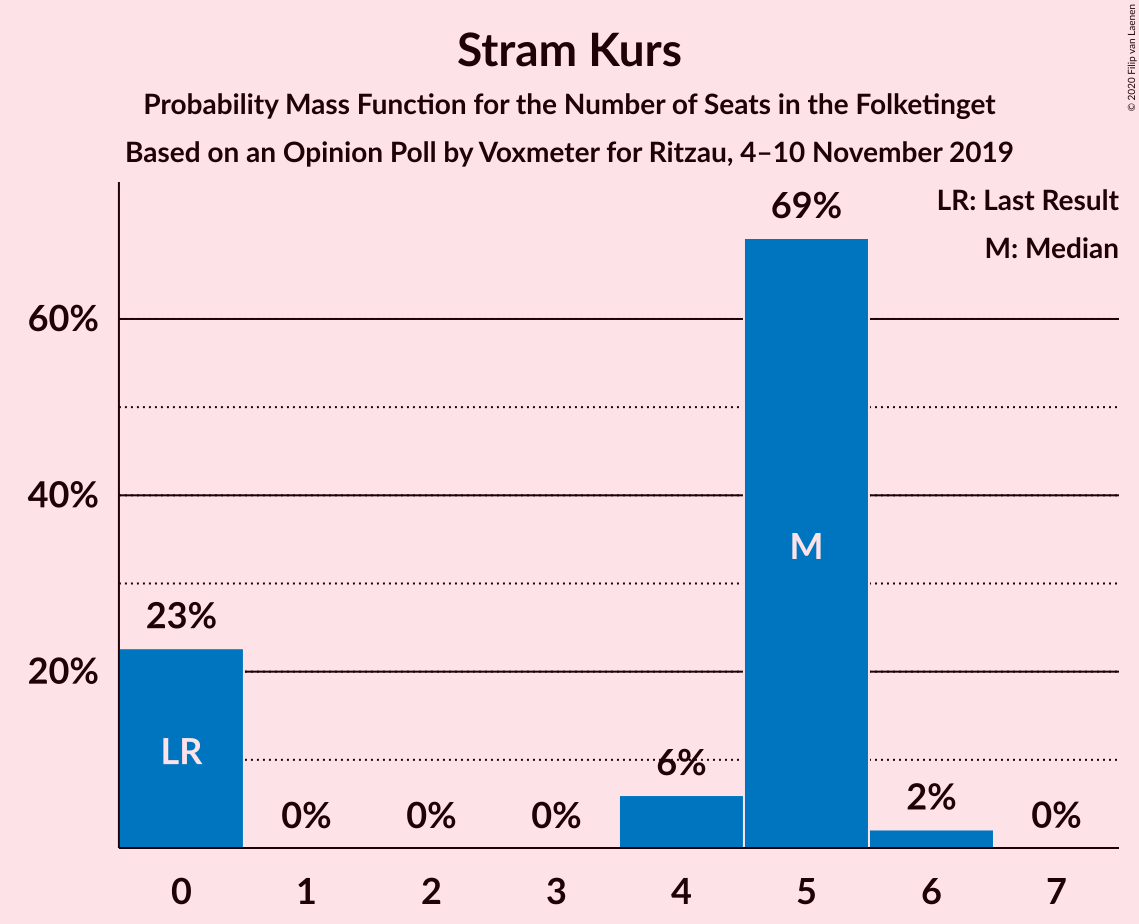 Stram Kurs
Probability Mass Function for the Number of Seats in the Folketinget
Based on an Opinion Poll by Voxmeter for Ritzau, 4–10 November 2019
© 2020 Filip van Laenen
LR: Last Result
M: Median
69%
60%
40%
M
23%
20%
LR
6%
2%
0% 0% 0% 0%
0 1 2 3 4 5 6 7